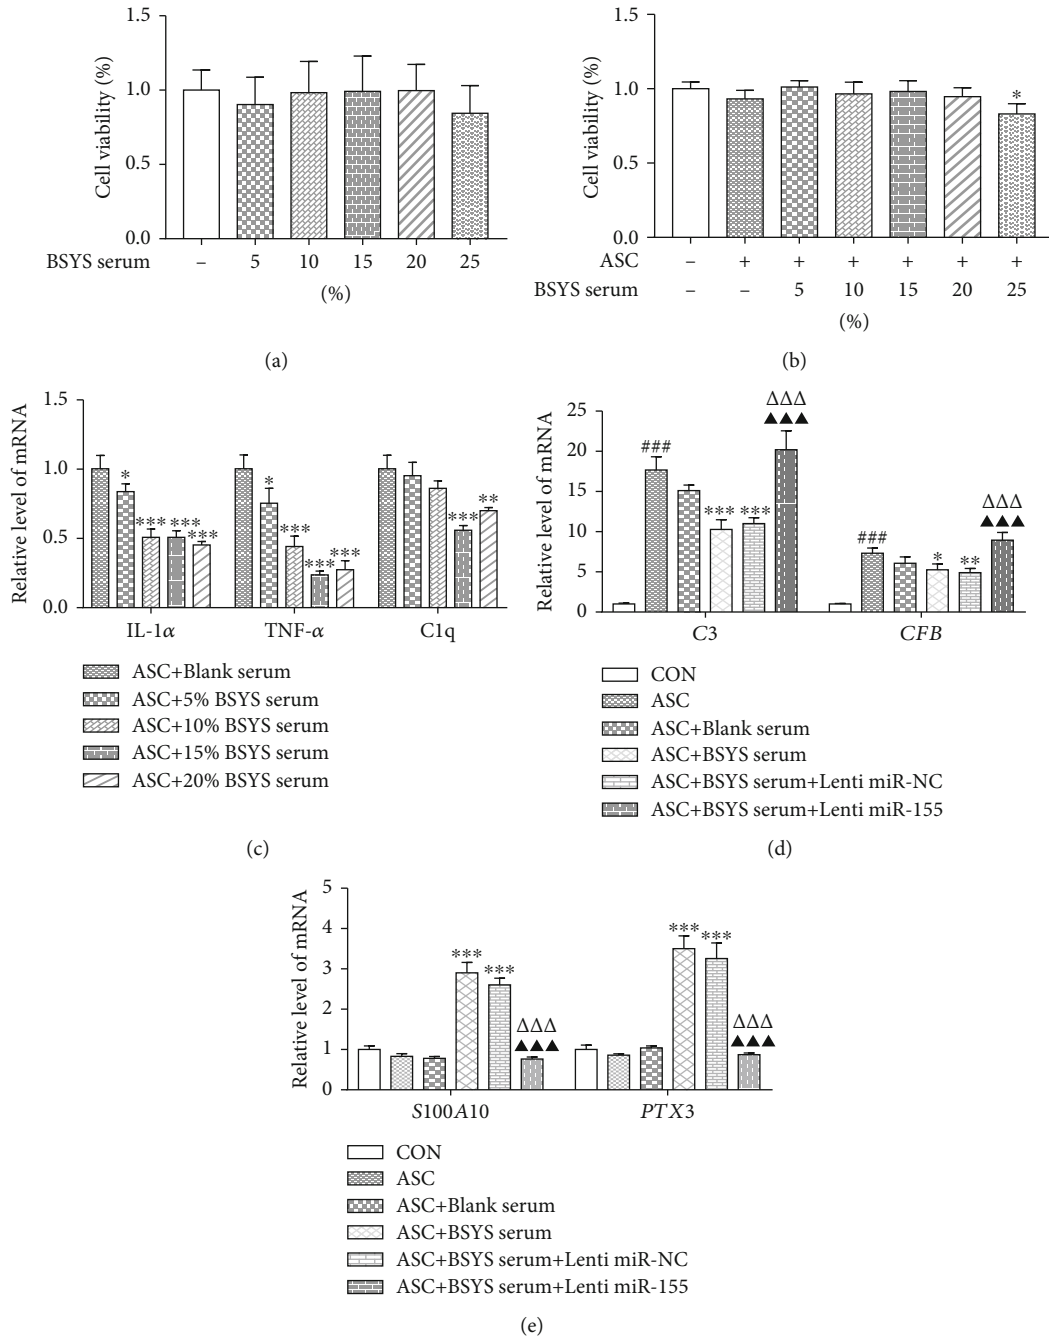 1.5
1.0
0.5
0.0
Cell viability (%)
BSYS serum – 5 10 15 20 25
(%)
(a)
1.5
1.0
0.5
0.0
Cell viability (%)
*
ASC – + + + + + +
BSYS serum – – 5 10 15 20 25
(%)
(b)
1.5
1.0
0.5
0.0
Relative level of mRNA
* *** *** ***
* *** *** ***
*** **
IL-1α TNF-α C1q
ASC+Blank serum
ASC+5% BSYS serum
ASC+10% BSYS serum
ASC+15% BSYS serum
ASC+20% BSYS serum
(c)
25
20
15
10
5
0
Relative level of mRNA
### *** *** ΔΔΔ ▲▲▲
### * ** ΔΔΔ ▲▲▲
C3 CFB
CON
ASC
ASC+Blank serum
ASC+BSYS serum
ASC+BSYS serum+Lenti miR-NC
ASC+BSYS serum+Lenti miR-155
(d)
5
4
3
2
1
0
Relative level of mRNA
*** *** ΔΔΔ ▲▲▲
*** *** ΔΔΔ ▲▲▲
S100A10 PTX3
CON
ASC
ASC+Blank serum
ASC+BSYS serum
ASC+BSYS serum+Lenti miR-NC
ASC+BSYS serum+Lenti miR-155
(e)